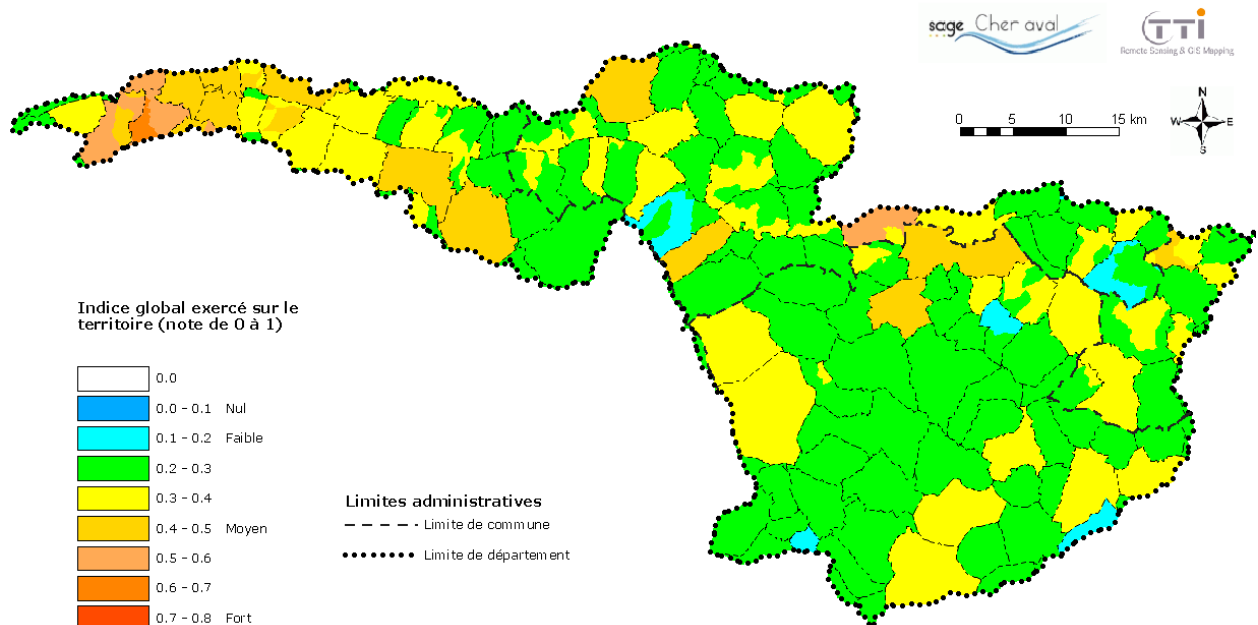 sage Cher aval
TTI
Remote Sensing & GIS Mapping
N
W E
S
0 5 10 15 km
Indice global exercé sur le
territoire (note de 0 à 1)
0.0
0.0 - 0.1 Nul
0.1 - 0.2 Faible
0.2 - 0.3
0.3 - 0.4
0.4 - 0.5 Moyen
0.5 - 0.6
0.6 - 0.7
0.7 - 0.8 Fort
Limites administratives
Limite de commune
Limite de département